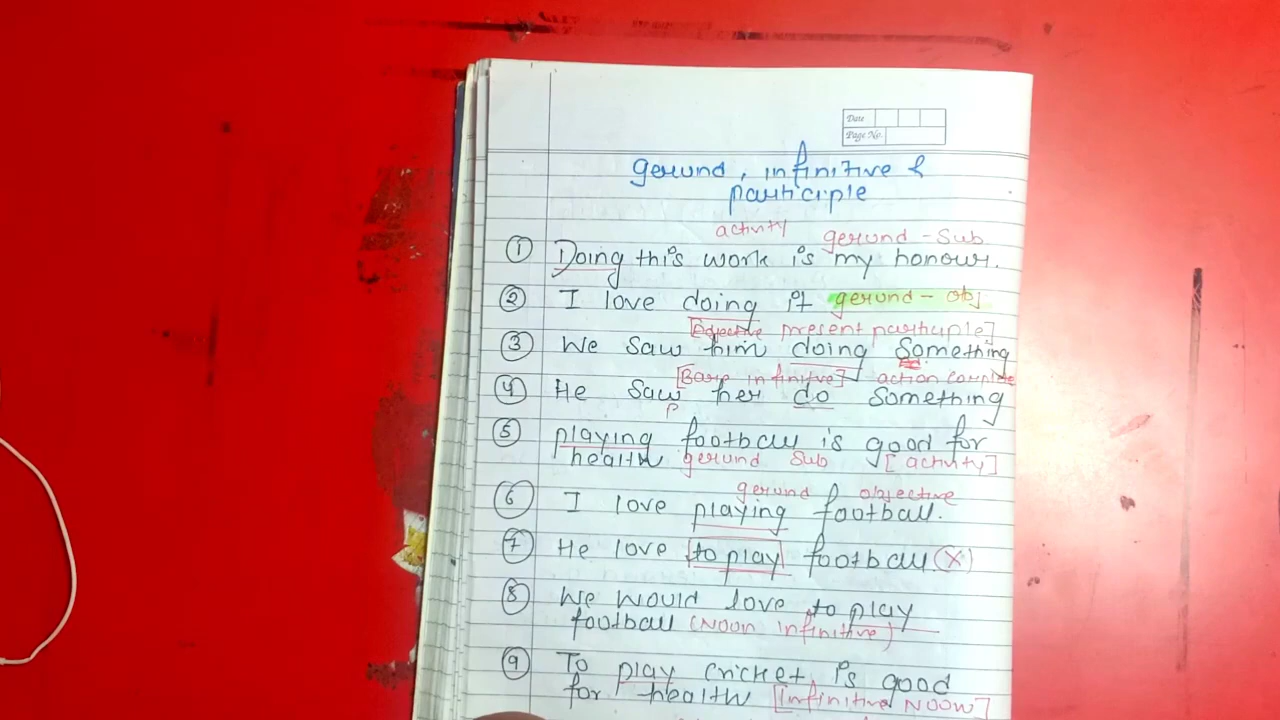 Date
Page No.
gerund, infinitive &
participle
activity gerund - Sub
① Doing this work is my honour.
② I love doing it gerund - obj
[Adjective present participle]
③ We saw him doing something
[Bare infinitve] action complete
④ He saw her do something
P
⑤ playing football is good for
health gerund sub [activity]
gerund objective
⑥ I love playing football.
⑦ He love to play football (X)
⑧ We would love to play
football (Noun infinitive)
⑨ To play cricket is good
for health [infinitive Noun]